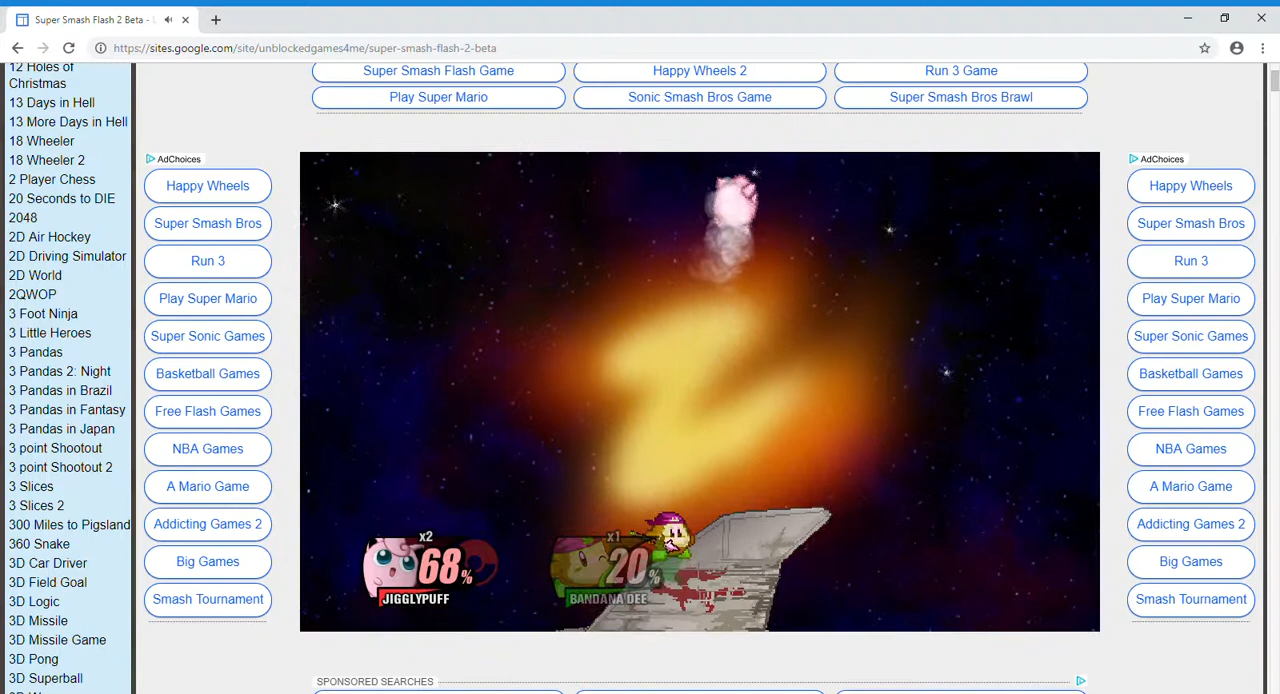 Super Smash Flash 2 Beta -
https://sites.google.com/site/unblockedgames4me/super-smash-flash-2-beta
12 Holes of
Christmas
13 Days in Hell
13 More Days in Hell
18 Wheeler
18 Wheeler 2
2 Player Chess
20 Seconds to DIE
2048
2D Air Hockey
2D Driving Simulator
2D World
2QWOP
3 Foot Ninja
3 Little Heroes
3 Pandas
3 Pandas 2: Night
3 Pandas in Brazil
3 Pandas in Fantasy
3 Pandas in Japan
3 point Shootout
3 point Shootout 2
3 Slices
3 Slices 2
300 Miles to Pigsland
360 Snake
3D Car Driver
3D Field Goal
3D Logic
3D Missile
3D Missile Game
3D Pong
3D Superball
Super Smash Flash Game
Happy Wheels 2
Run 3 Game
Play Super Mario
Sonic Smash Bros Game
Super Smash Bros Brawl
AdChoices
Happy Wheels
Super Smash Bros
Run 3
Play Super Mario
Super Sonic Games
Basketball Games
Free Flash Games
NBA Games
A Mario Game
Addicting Games 2
Big Games
Smash Tournament
x2
68%
JIGGLYPUFF
x1
20%
BANDANA DEE
AdChoices
Happy Wheels
Super Smash Bros
Run 3
Play Super Mario
Super Sonic Games
Basketball Games
Free Flash Games
NBA Games
A Mario Game
Addicting Games 2
Big Games
Smash Tournament
SPONSORED SEARCHES